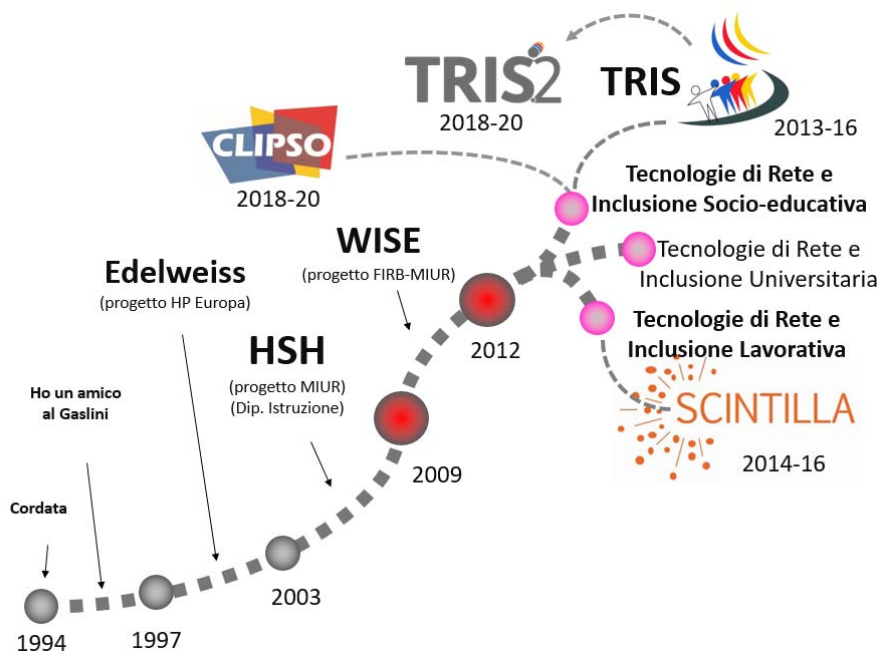 TRIS2
2018-20
TRIS
2013-16
CLIPSO
2018-20
Tecnologie di Rete e
Inclusione Socio-educativa
WISE
(progetto FIRB-MIUR)
Tecnologie di Rete e
Inclusione Universitaria
Edelweiss
(progetto HP Europa)
2012
Tecnologie di Rete e
Inclusione Lavorativa
HSH
(progetto MIUR)
(Dip. Istruzione)
Ho un amico
al Gaslini
SCINTILLA
2014-16
2009
Cordata
2003
1997
1994